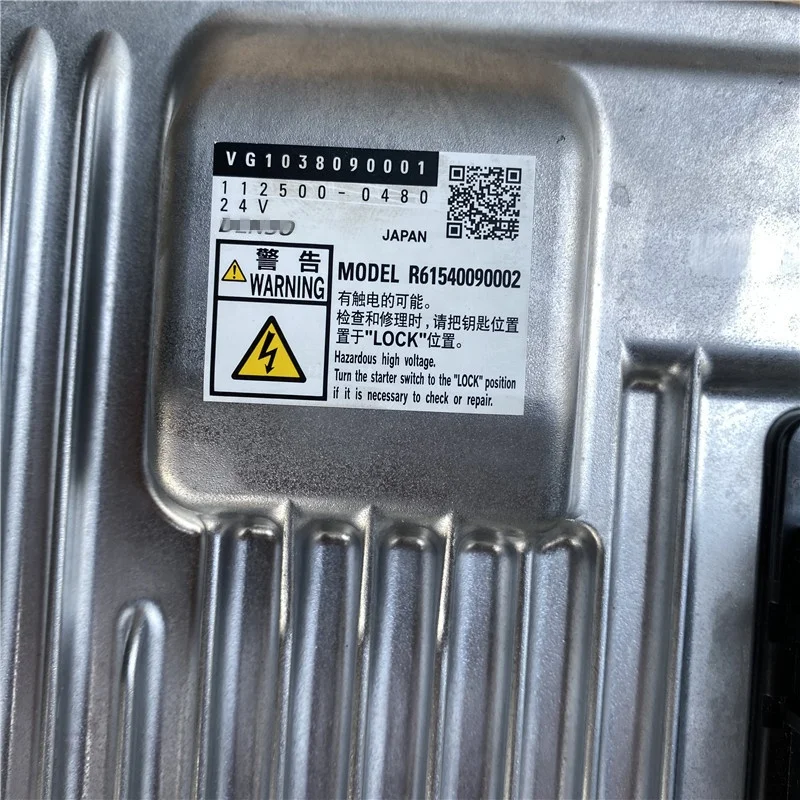 VG1038090001
112500-0480
24V
JAPAN
警告
WARNING
MODEL R61540090002
有触电的可能。
检查和修理时，请把钥匙位置
置于"LOCK"位置。
Hazardous high voltage.
Turn the starter switch to the "LOCK" position
if it is necessary to check or repair.